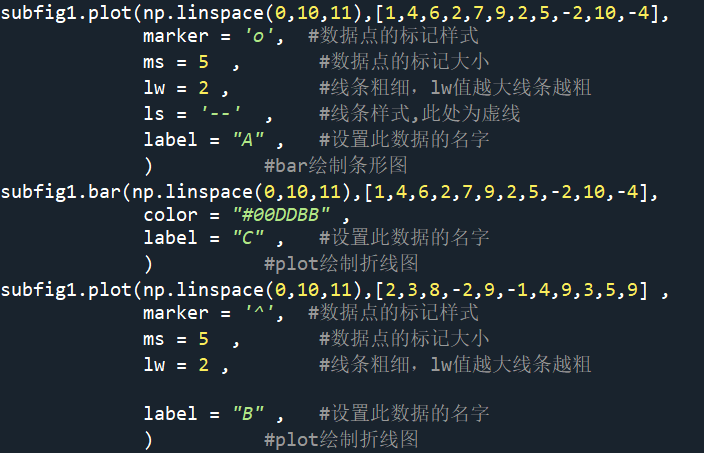 subfig1.plot(np.linspace(0,10,11),[1,4,6,2,7,9,2,5,-2,10,-4],
marker = 'o', #数据点的标记样式
ms = 5 , #数据点的标记大小
lw = 2 , #线条粗细，lw值越大线条越粗
ls = '--' , #线条样式,此处为虚线
label = "A" , #设置此数据的名字
) #bar绘制条形图
subfig1.bar(np.linspace(0,10,11),[1,4,6,2,7,9,2,5,-2,10,-4],
color = "#00DDBB" ,
label = "C" , #设置此数据的名字
) #plot绘制折线图
subfig1.plot(np.linspace(0,10,11),[2,3,8,-2,9,-1,4,9,3,5,9] ,
marker = '^', #数据点的标记样式
ms = 5 , #数据点的标记大小
lw = 2 , #线条粗细，lw值越大线条越粗
label = "B" , #设置此数据的名字
) #plot绘制折线图